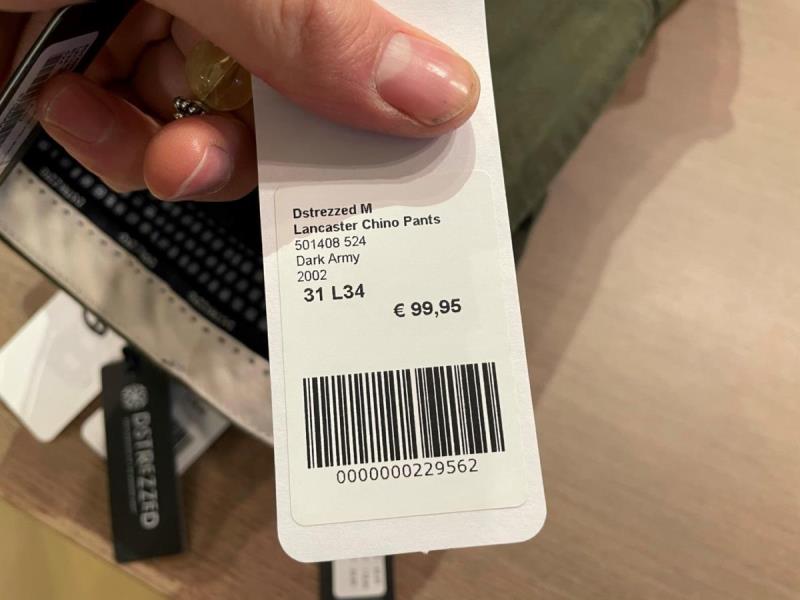 Dstrezzed M
Lancaster Chino Pants
501408 524
Dark Army
2002
31 L34
€ 99,95
0000000229562
DSTREZZED